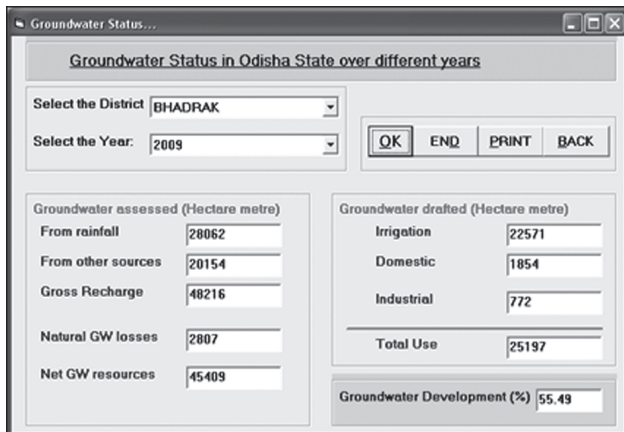 Groundwater Status...
Groundwater Status in Odisha State over different years
Select the District BHADRAK
Select the Year: 2009
OK END PRINT BACK
Groundwater assessed (Hectare metre)
From rainfall 28062
From other sources 20154
Gross Recharge 48216
Natural GW losses 2807
Net GW resources 45409
Groundwater drafted (Hectare metre)
Irrigation 22571
Domestic 1854
Industrial 772
Total Use 25197
Groundwater Development (%) 55.49